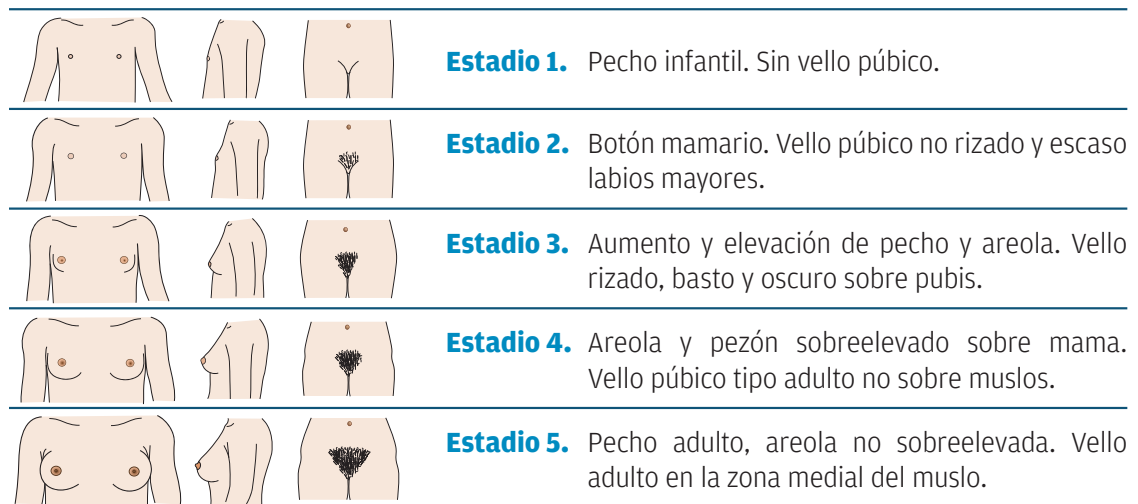 Estadio 1. Pecho infantil. Sin vello púbico.
Estadio 2. Botón mamario. Vello púbico no rizado y escaso
labios mayores.
Estadio 3. Aumento y elevación de pecho y areola. Vello
rizado, basto y oscuro sobre pubis.
Estadio 4. Areola y pezón sobreelevado sobre mama.
Vello púbico tipo adulto no sobre muslos.
Estadio 5. Pecho adulto, areola no sobreelevada. Vello
adulto en la zona medial del muslo.